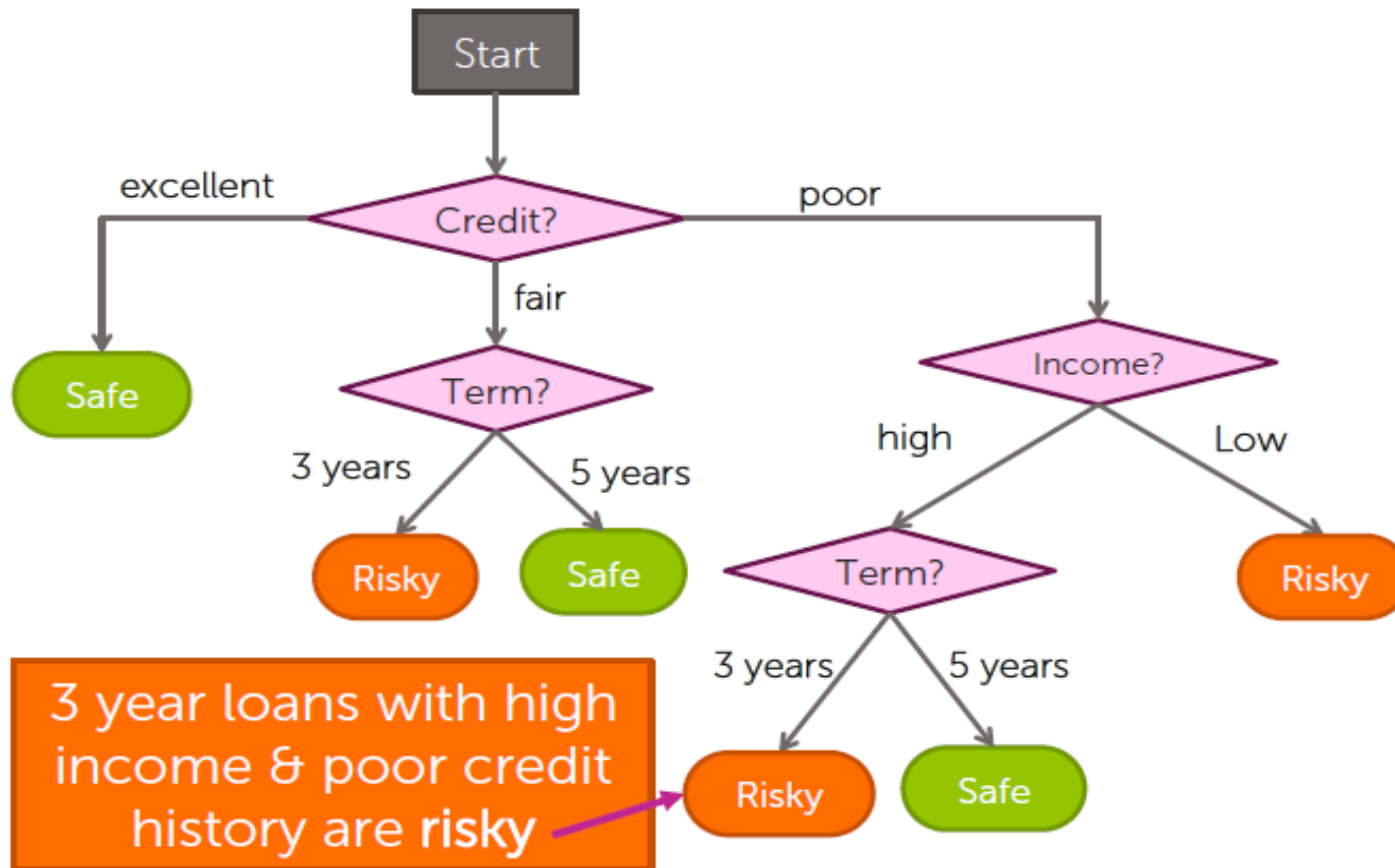 Start
excellent
Credit?
poor
fair
Safe
Term?
Income?
3 years
5 years
high
Low
Risky
Safe
Term?
Risky
3 years
5 years
3 year loans with high
income & poor credit
history are risky
Risky
Safe